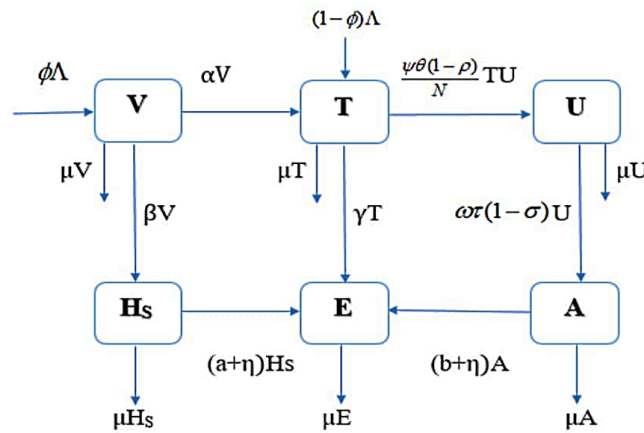 (1-ϕ)Λ
ϕΛ
αV
ψθ(1-ρ)/N TU
V
T
U
μV
μT
μU
βV
γT
ωτ(1-σ)U
Hs
E
A
(a+η)Hs
(b+η)A
μHs
μE
μA